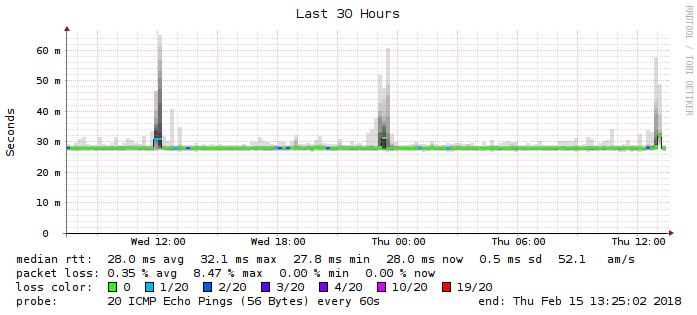 Last 30 Hours
RRDTOOL / TOBI OETIKER
Seconds
60 m
50 m
40 m
30 m
20 m
10 m
0
Wed 12:00 Wed 18:00 Thu 00:00 Thu 06:00 Thu 12:00
median rtt: 28.0 ms avg 32.1 ms max 27.8 ms min 28.0 ms now 0.5 ms sd 52.1 am/s
packet loss: 0.35 % avg 8.47 % max 0.00 % min 0.00 % now
loss color: 0 1/20 2/20 3/20 4/20 10/20 19/20
probe: 20 ICMP Echo Pings (56 Bytes) every 60s end: Thu Feb 15 13:25:02 2018